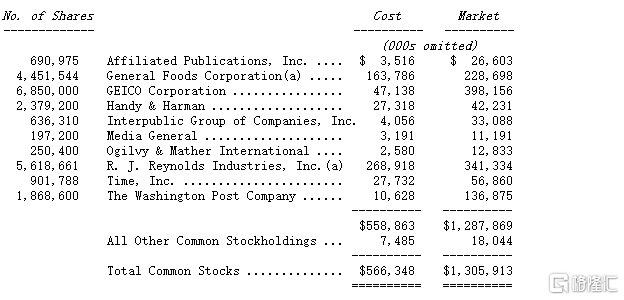 No. of Shares Cost Market
------------- ---------- ----------
(000s omitted)
690,975 Affiliated Publications, Inc. .... $ 3,516 $ 26,603
4,451,544 General Foods Corporation(a) ..... 163,786 228,698
6,850,000 GEICO Corporation ................ 47,138 398,156
2,379,200 Handy & Harman ................... 27,318 42,231
636,310 Interpublic Group of Companies, Inc. 4,056 33,088
197,200 Media General .................... 3,191 11,191
250,400 Ogilvy & Mather International .... 2,580 12,833
5,618,661 R. J. Reynolds Industries, Inc.(a) 268,918 341,334
901,788 Time, Inc. ....................... 27,732 56,860
1,868,600 The Washington Post Company ...... 10,628 136,875
---------- ----------
$558,863 $1,287,869
All Other Common Stockholdings ... 7,485 18,044
---------- ----------
Total Common Stocks .............. $566,348 $1,305,913
========== ==========
格隆汇